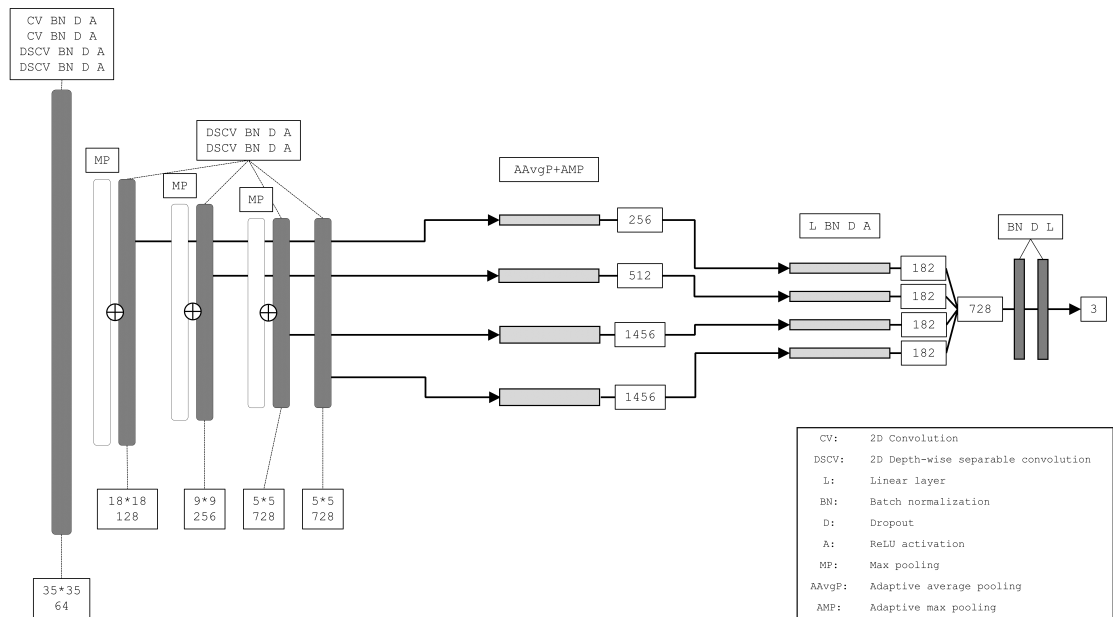 CV BN D A
CV BN D A
DSCV BN D A
DSCV BN D A
DSCV BN D A
DSCV BN D A
MP
MP
MP
AAvgP+AMP
256
512
1456
1456
L BN D A
182
182
182
182
728
BN D L
3
18*18
128
9*9
256
5*5
728
5*5
728
35*35
64
CV: 2D Convolution
DSCV: 2D Depth-wise separable convolution
L: Linear layer
BN: Batch normalization
D: Dropout
A: ReLU activation
MP: Max pooling
AAvgP: Adaptive average pooling
AMP: Adaptive max pooling